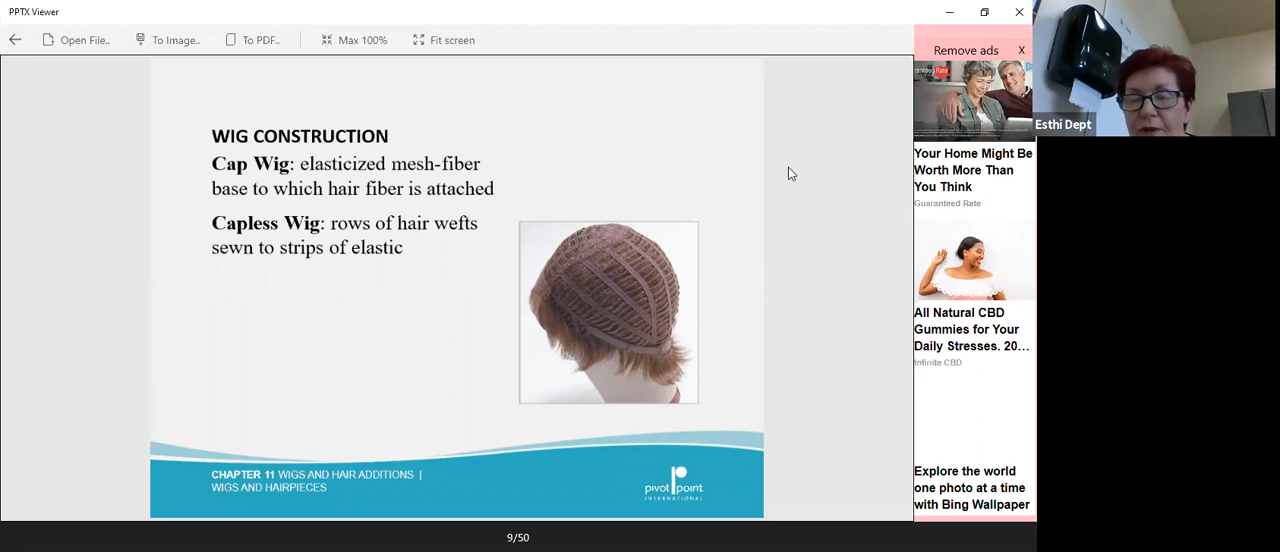 PPTX Viewer
Open File..
To Image..
To PDF..
Max 100%
Fit screen
Remove ads X
WIG CONSTRUCTION
Cap Wig: elasticized mesh-fiber
base to which hair fiber is attached
Capless Wig: rows of hair wefts
sewn to strips of elastic
CHAPTER 11 WIGS AND HAIR ADDITIONS |
WIGS AND HAIRPIECES
pivot point
INTERNATIONAL
9/50
Your Home Might Be
Worth More Than
You Think
Guaranteed Rate
All Natural CBD
Gummies for Your
Daily Stresses. 20...
Infinite CBD
Explore the world
one photo at a time
with Bing Wallpaper
Esthi Dept